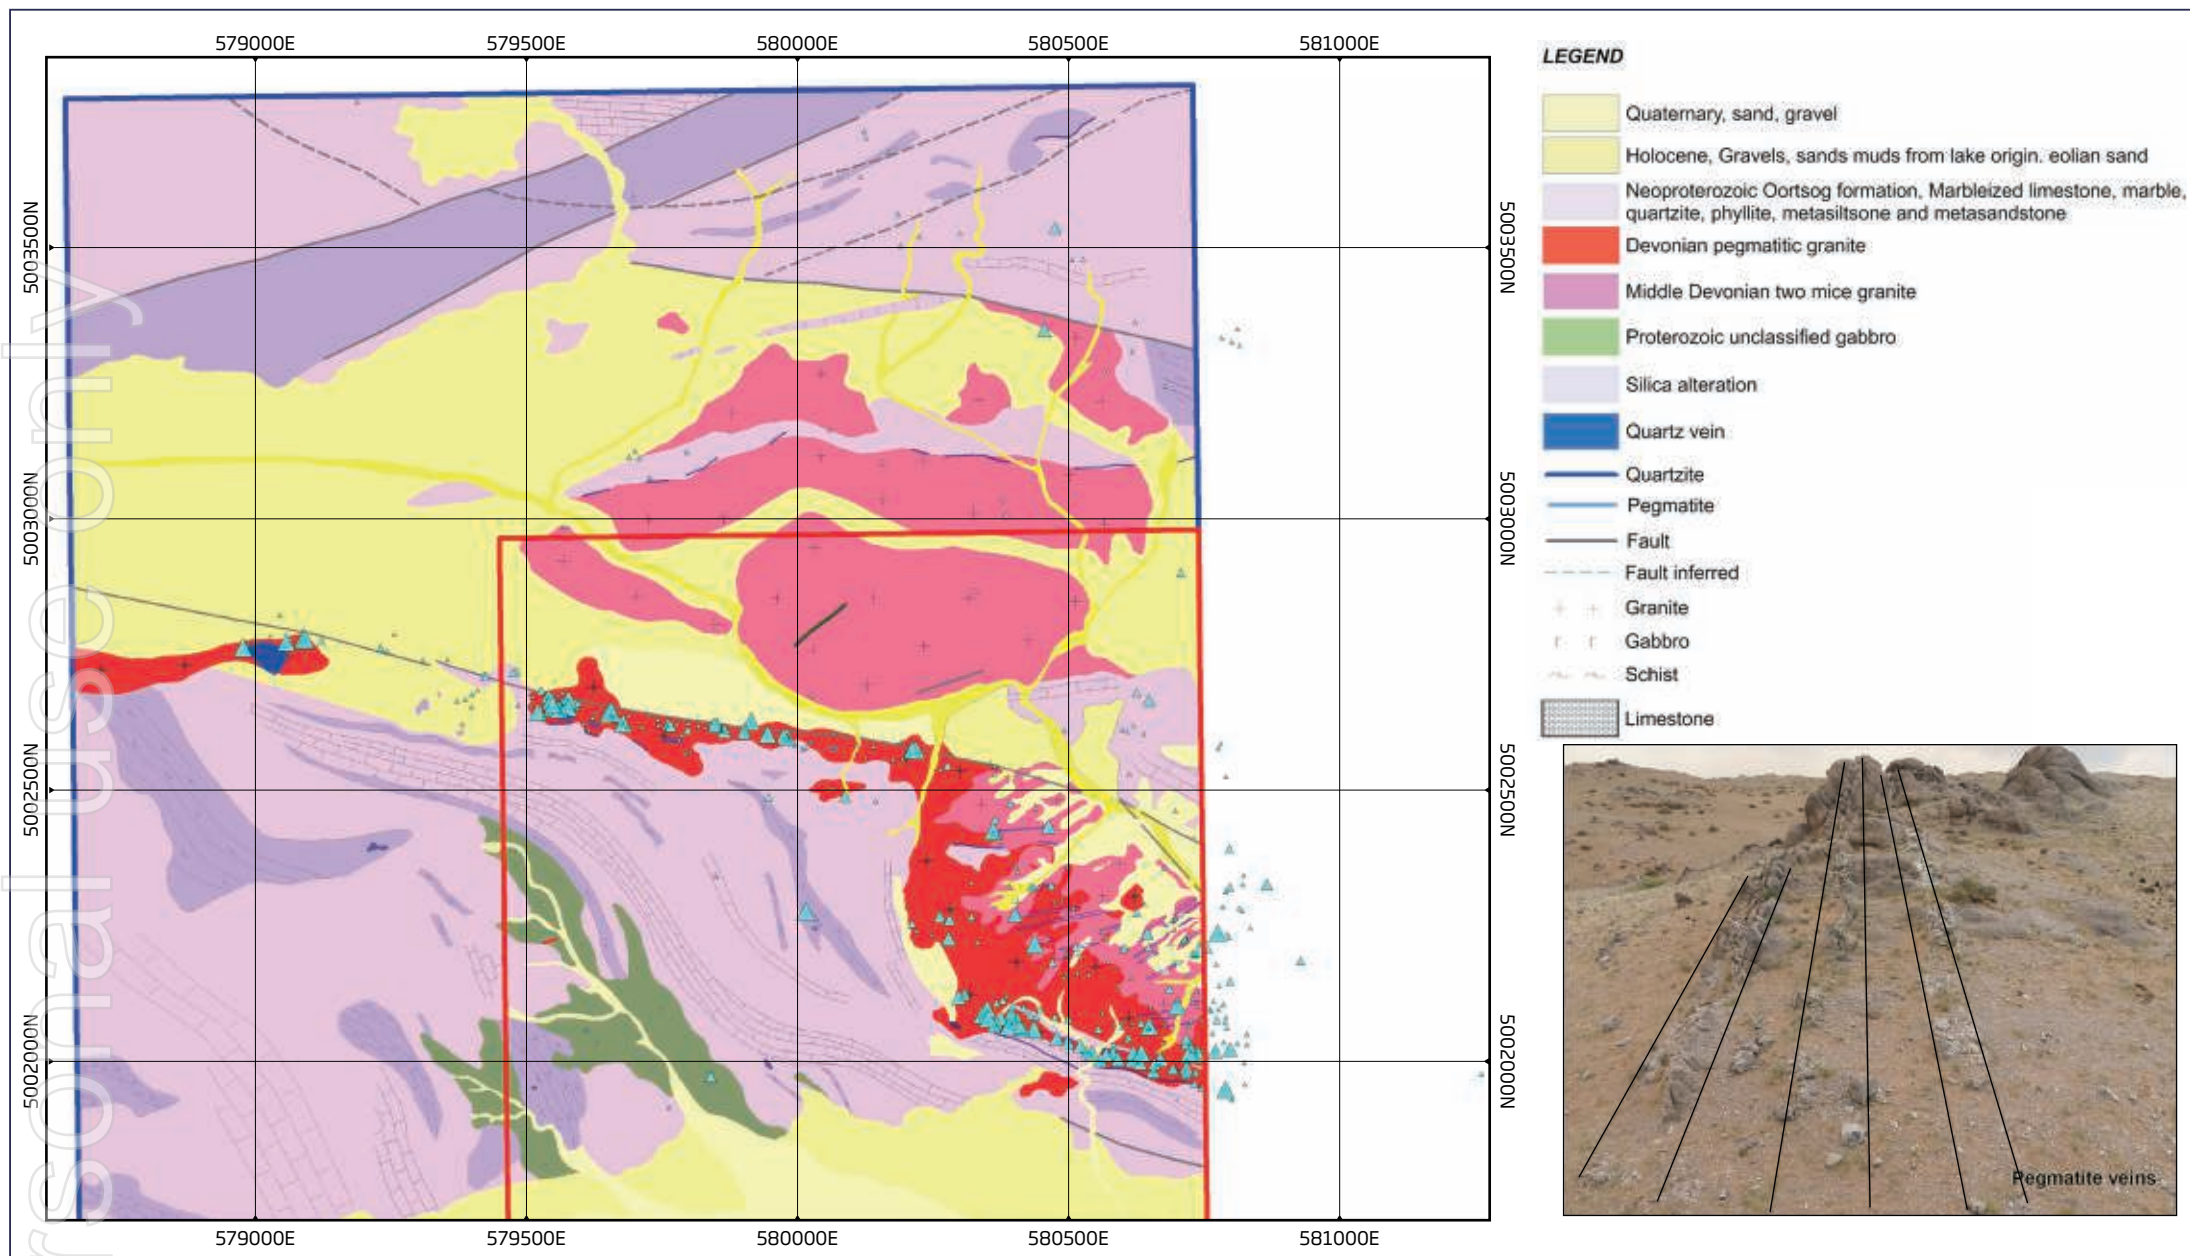 579000E 579500E 580000E 580500E 581000E
5003500N
5003000N
5002500N
5002000N
5003500N
5003000N
5002500N
5002000N
579000E 579500E 580000E 580500E 581000E
rsonal use only
LEGEND
Quaternary, sand, gravel
Holocene, Gravels, sands muds from lake origin. eolian sand
Neoproterozoic Oortsog formation, Marbleized limestone, marble,
quartzite, phyllite, metasiltsone and metasandstone
Devonian pegmatitic granite
Middle Devonian two mice granite
Proterozoic unclassified gabbro
Silica alteration
Quartz vein
Quartzite
Pegmatite
Fault
Fault inferred
Granite
Gabbro
Schist
Limestone
Pegmatite veins